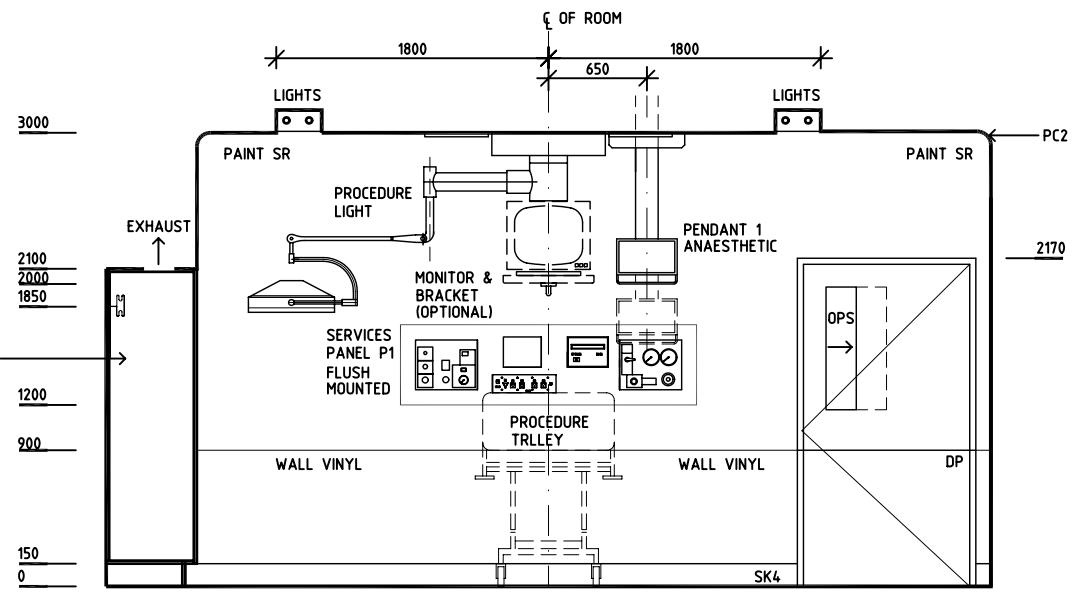 ℄ OF ROOM
1800
1800
650
LIGHTS
LIGHTS
3000
PC2
PAINT SR
PAINT SR
PROCEDURE
LIGHT
EXHAUST
PENDANT 1
ANAESTHETIC
2170
2100
2000
1850
MONITOR &
BRACKET
(OPTIONAL)
OPS
SERVICES
PANEL P1
FLUSH
MOUNTED
1200
PROCEDURE
TRLLEY
900
WALL VINYL
WALL VINYL
DP
150
0
SK4